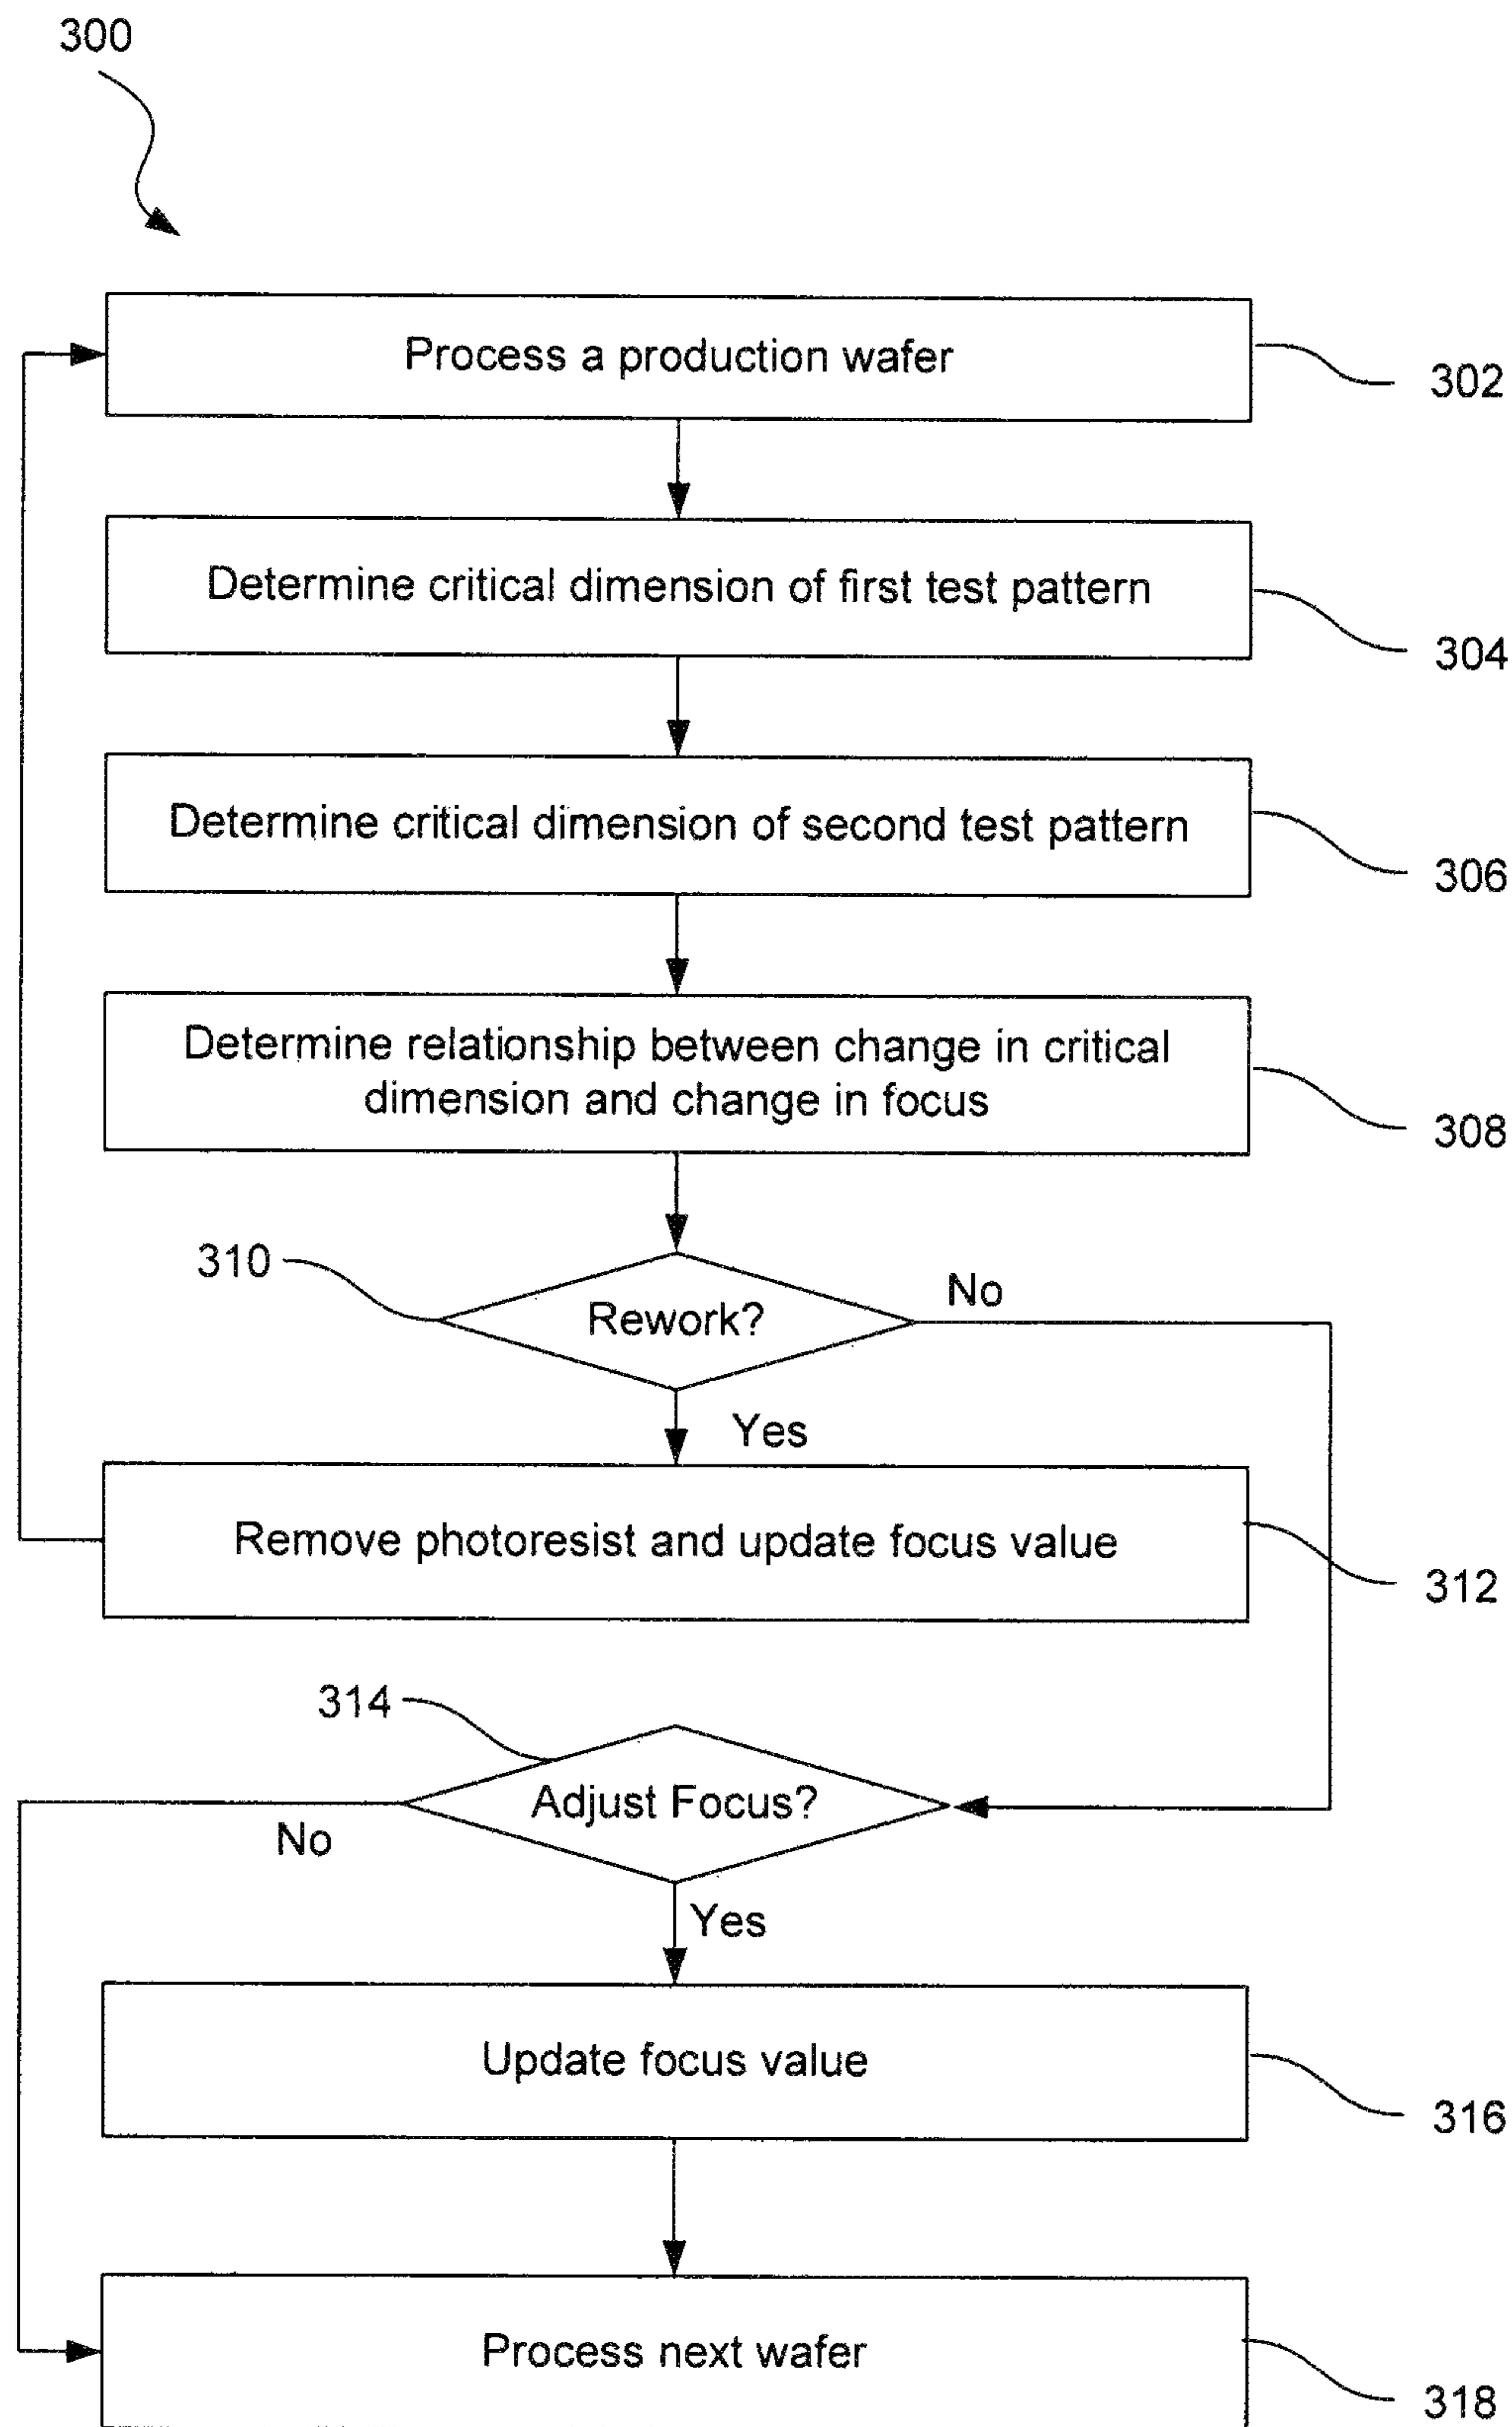 300
Process a production wafer
302
Determine critical dimension of first test pattern
304
Determine critical dimension of second test pattern
306
Determine relationship between change in critical
dimension and change in focus
308
310
Rework?
No
Yes
Remove photoresist and update focus value
312
314
Adjust Focus?
No
Yes
Update focus value
316
Process next wafer
318